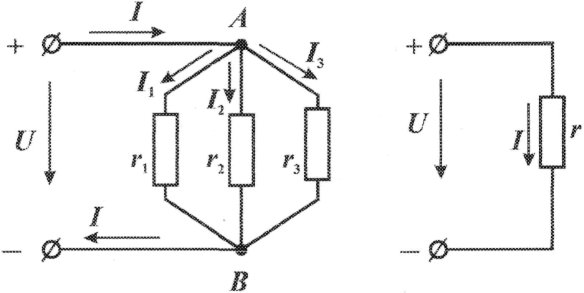 I
A
+
I₁
I₂
I₃
U
r₁
r₂
r₃
I
−
B
+
U
I
r
−